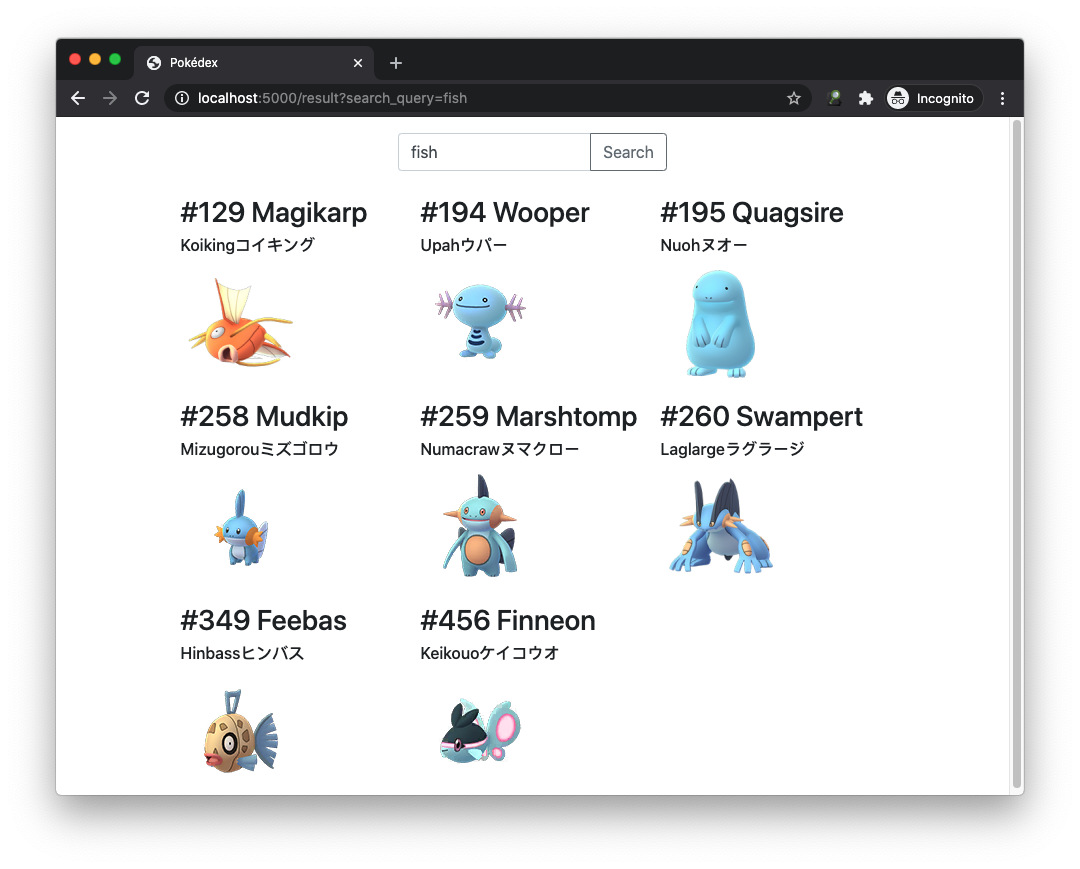 Pokédex
localhost:5000/result?search_query=fish
Incognito
fish
Search
#129 Magikarp
Koikingコイキング
#194 Wooper
Upahウパー
#195 Quagsire
Nuohヌオー
#258 Mudkip
Mizugorouミズゴロウ
#259 Marshtomp
Numacrawヌマクロー
#260 Swampert
Laglargeラグラージ
#349 Feebas
Hinbassヒンバス
#456 Finneon
Keikouoケイコウオ